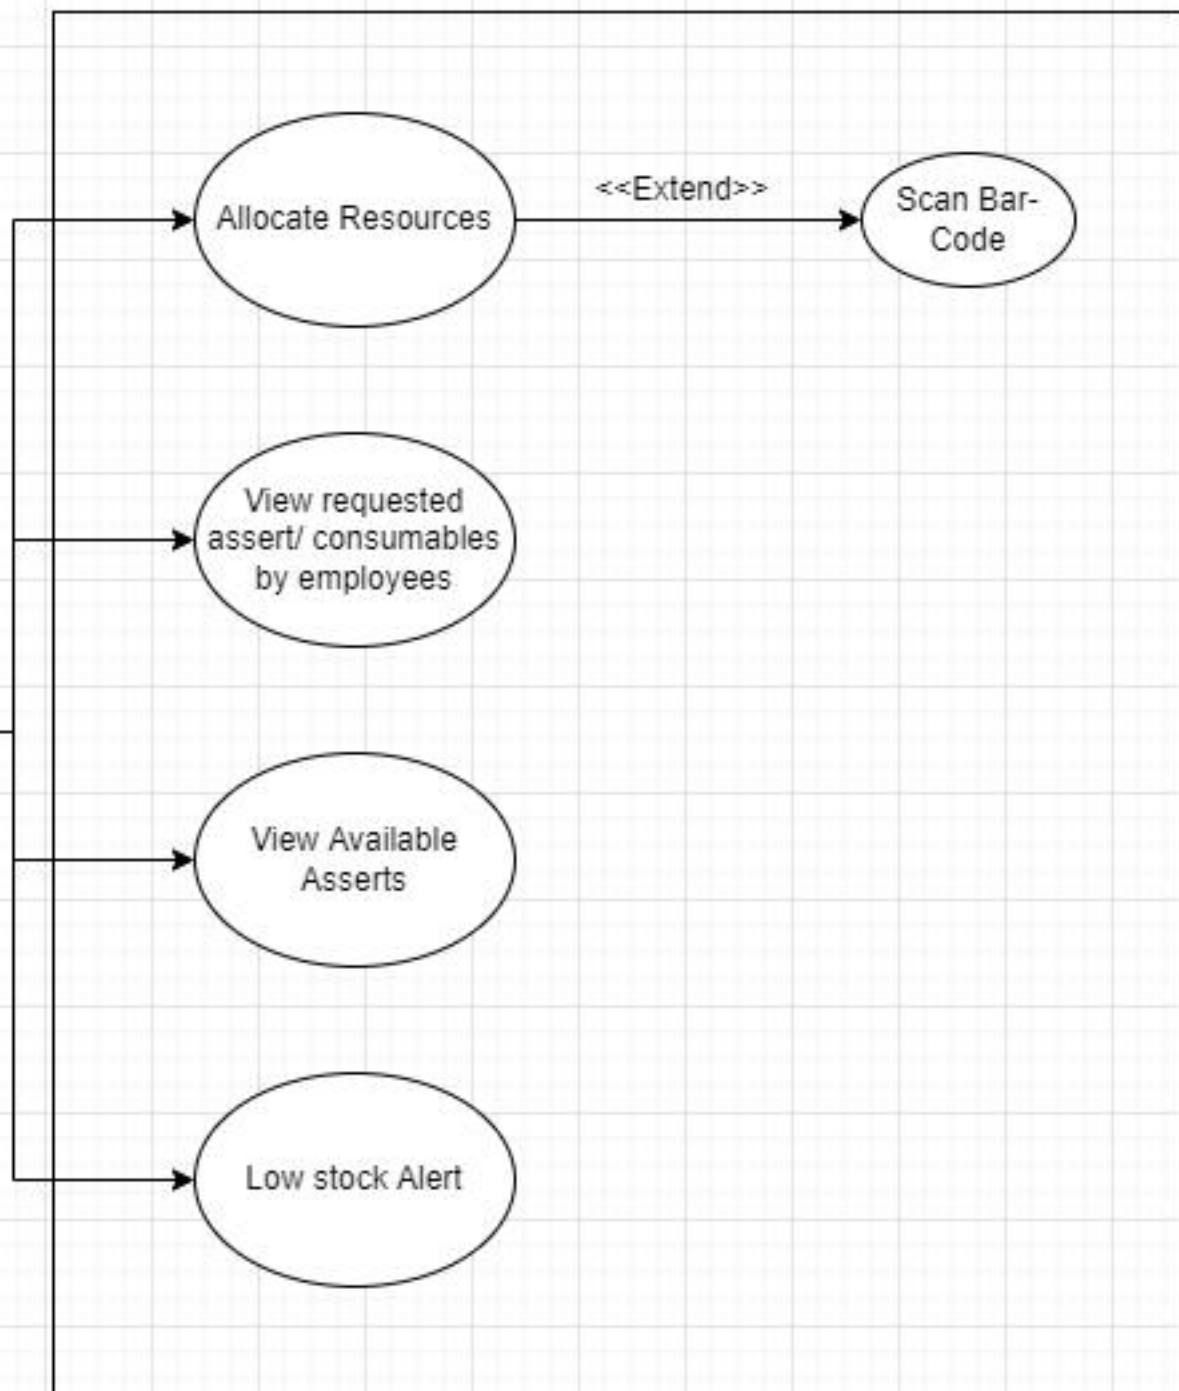 Allocate Resources
<<Extend>>
Scan Bar-
Code
View requested
assert/ consumables
by employees
View Available
Asserts
Low stock Alert